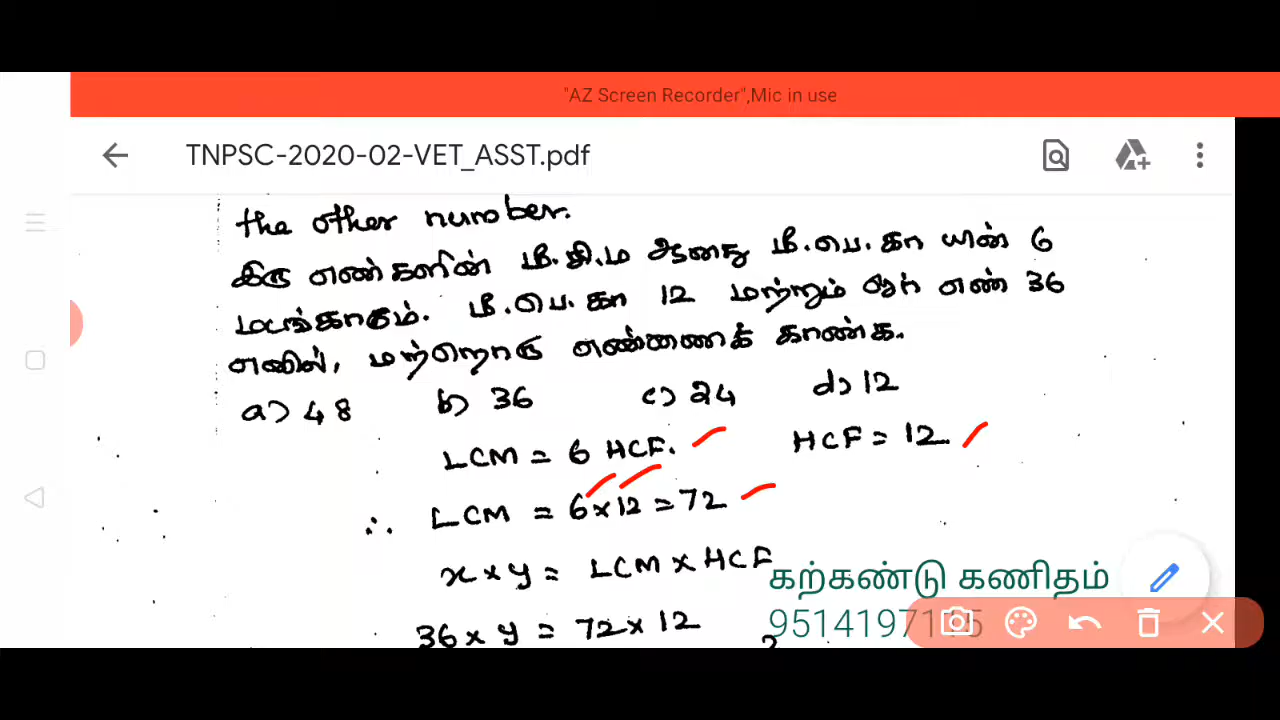 "AZ Screen Recorder",Mic in use
TNPSC-2020-02-VET_ASST.pdf
the other number.
இரு எண்களின் மீ.சி.ம ஆனது மீ.பெ.கா யின் 6
மடங்காகும். மீ.பெ.கா 12 மற்றும் ஓர் எண் 36
எனில், மற்றொரு எண்ணைக் காண்க.
a) 48 b) 36 c) 24 d) 12
LCM = 6 HCF. HCF = 12.
∴ LCM = 6 x 12 = 72
x x y = LCM x HCF
கற்கண்டு கணிதம்
36 x y = 72 x 12